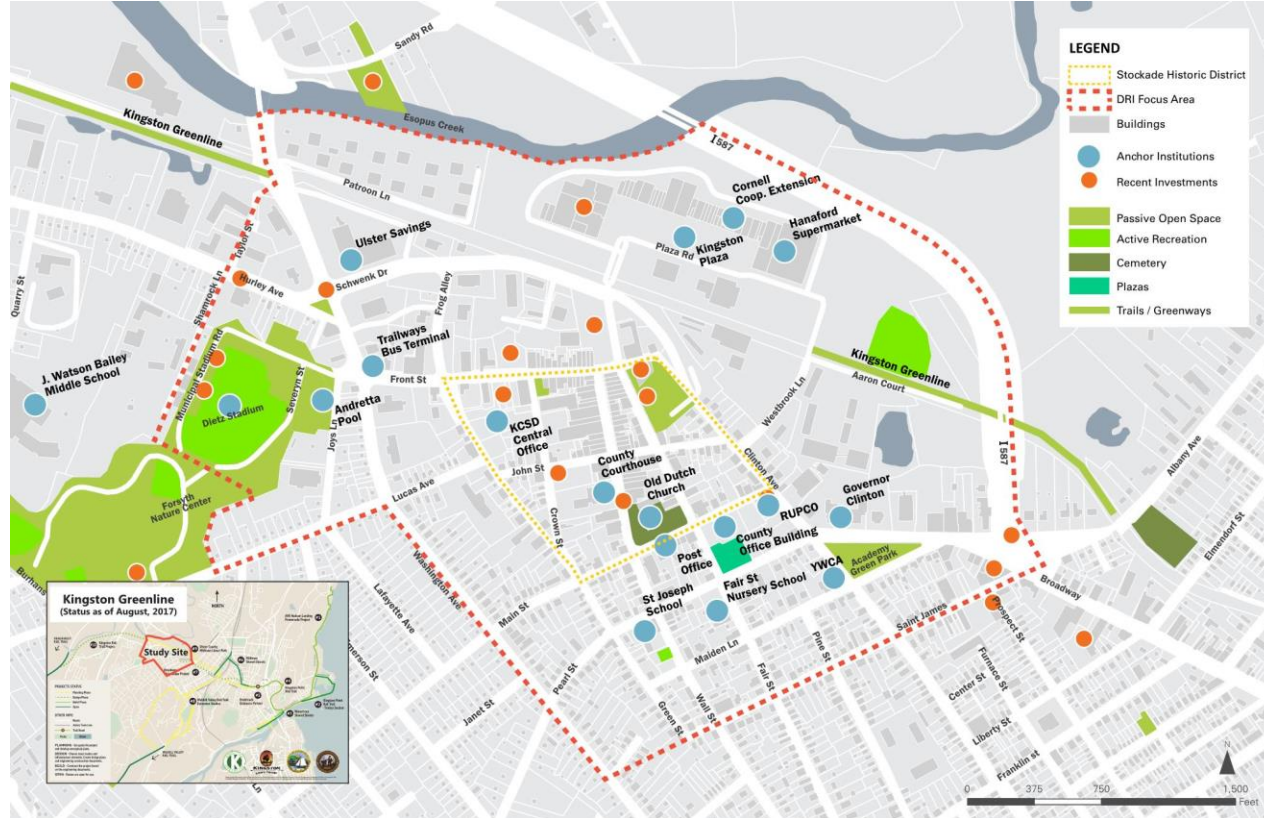 Sandy Rd
Kingston Greenline
Esopus Creek
I 587
Patroon Ln
Cornell
Coop. Extension
Hanaford
Supermarket
Kingston
Plaza
Plaza Rd
Ulster Savings
Taylor St
Schwenk Dr
Hurley Ave
Shamrock Ln
Frog Alley
Quarry St
J. Watson Bailey
Middle School
Municipal Stadium Rd
Dietz Stadium
Severyn St
Trailways
Bus Terminal
Front St
Andretta
Pool
Joys Ln
KCSD
Central
Office
Westbrook Ln
Kingston Greenline
Aaron Court
I 587
Albany Ave
John St
County
Courthouse
Old Dutch
Church
Clinton Ave
Lucas Ave
Crown St
Forsyth
Nature Center
RUPCO
Governor
Clinton
County
Office Building
Post
Office
Academy
Green Park
YWCA
Elmendorf St
Broadway
Burhans
Washington Ave
Lafayette Ave
Main St
St Joseph
School
Fair St
Nursery School
Maiden Ln
Saint James
Prospect St
Furnace St
Pine St
Fair St
Wall St
Green St
Pearl St
Janet St
Center St
Liberty St
Franklin st
LEGEND
Stockade Historic District
DRI Focus Area
Buildings
Anchor Institutions
Recent Investments
Passive Open Space
Active Recreation
Cemetery
Plazas
Trails / Greenways
Kingston Greenline
(Status as of August, 2017)
NORTH
Study Site
N
0 375 750 1,500
Feet